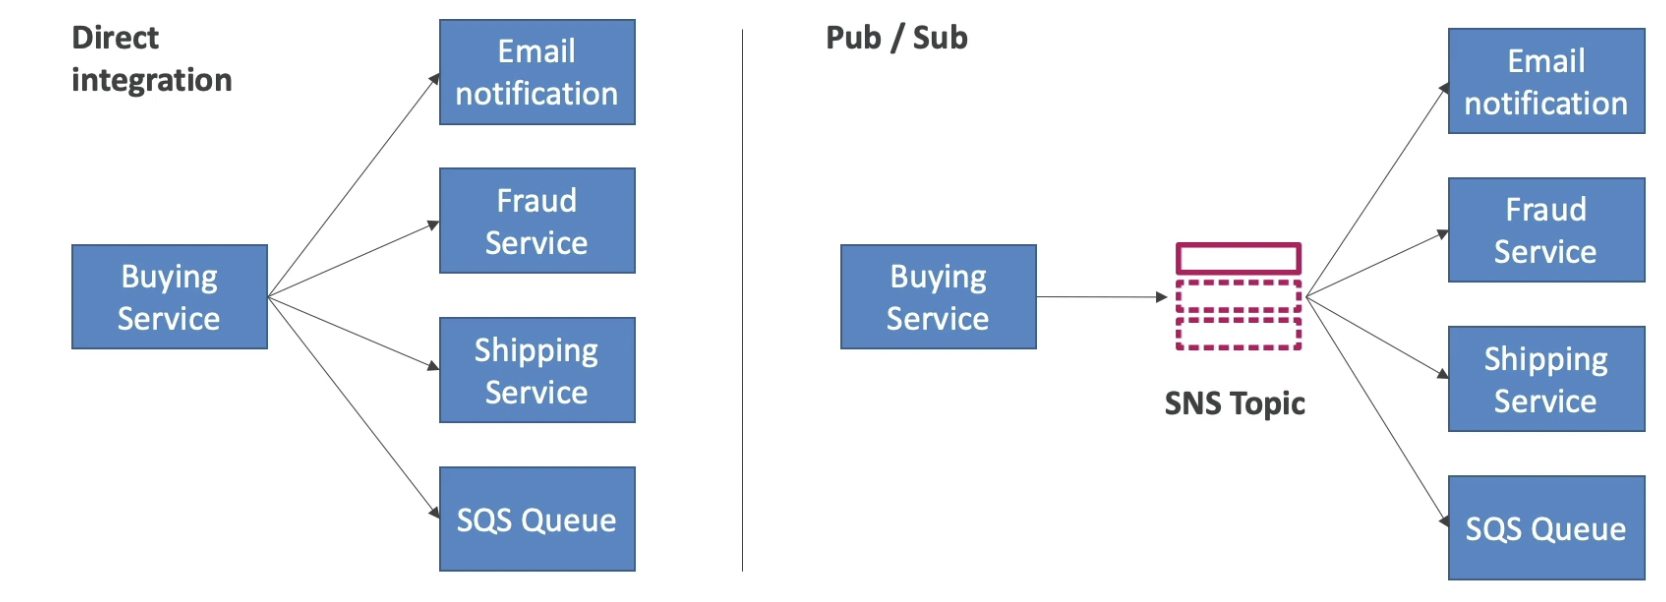 Direct
integration
Email
notification
Fraud
Service
Buying
Service
Shipping
Service
SQS Queue
Pub / Sub
Email
notification
Fraud
Service
Buying
Service
SNS Topic
Shipping
Service
SQS Queue